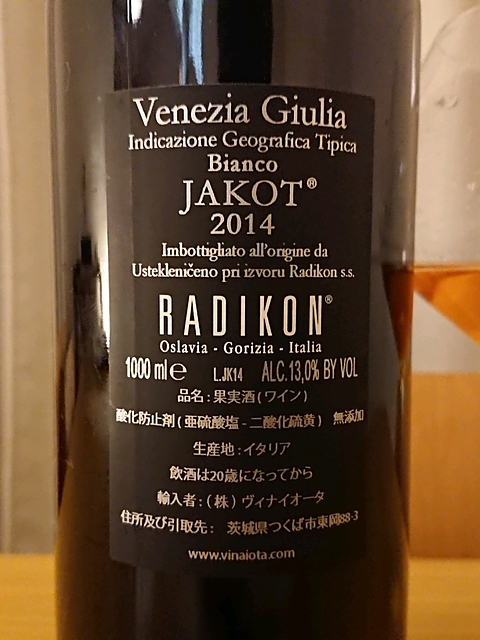 Venezia Giulia
Indicazione Geografica Tipica
Bianco
JAKOT®
2014
Imbottigliato all'origine da
Ustekleničeno pri izvoru Radikon s.s.
RADIKON®
Oslavia - Gorizia - Italia
1000 ml℮ L.JK14 ALC.13,0% BY VOL
品名:果実酒(ワイン)
酸化防止剤(亜硫酸塩-二酸化硫黄) 無添加
生産地:イタリア
飲酒は20歳になってから
輸入者:(株)ヴィナイオータ
住所及び引取先: 茨城県つくば市東岡88-3
www.vinaiota.com